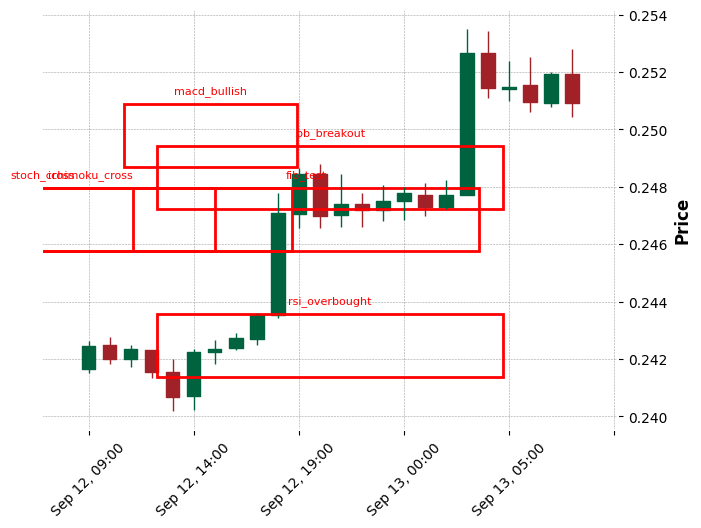 0.254
0.252
macd_bullish
0.250
bb_breakout
0.248
stoch_cross
ichimoku_cross
fib_test
0.246
Price
0.244
rsi_overbought
0.242
0.240
Sep 12, 09:00
Sep 12, 14:00
Sep 12, 19:00
Sep 13, 00:00
Sep 13, 05:00